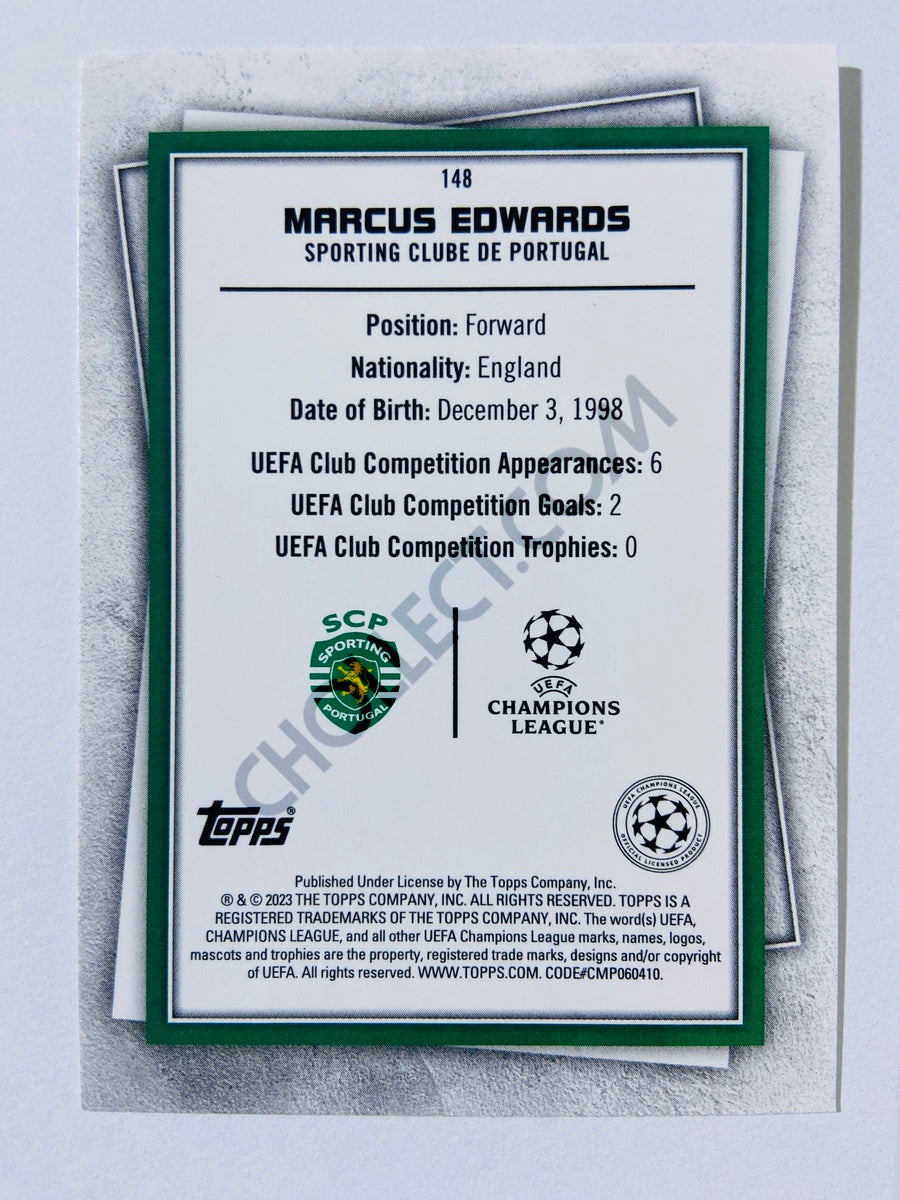 148
MARCUS EDWARDS
SPORTING CLUBE DE PORTUGAL
Position: Forward
Nationality: England
Date of Birth: December 3, 1998
UEFA Club Competition Appearances: 6
UEFA Club Competition Goals: 2
UEFA Club Competition Trophies: 0
SCP
SPORTING
PORTUGAL
UEFA
CHAMPIONS
LEAGUE®
CHOLLECT.COM
topps®
UEFA CHAMPIONS LEAGUE
OFFICIAL LICENSED PRODUCT
Published Under License by The Topps Company, Inc.
® & © 2023 THE TOPPS COMPANY, INC. ALL RIGHTS RESERVED. TOPPS IS A
REGISTERED TRADEMARKS OF THE TOPPS COMPANY, INC. The word(s) UEFA,
CHAMPIONS LEAGUE, and all other UEFA Champions League marks, names, logos,
mascots and trophies are the property, registered trade marks, designs and/or copyright
of UEFA. All rights reserved. WWW.TOPPS.COM. CODE#CMP060410.